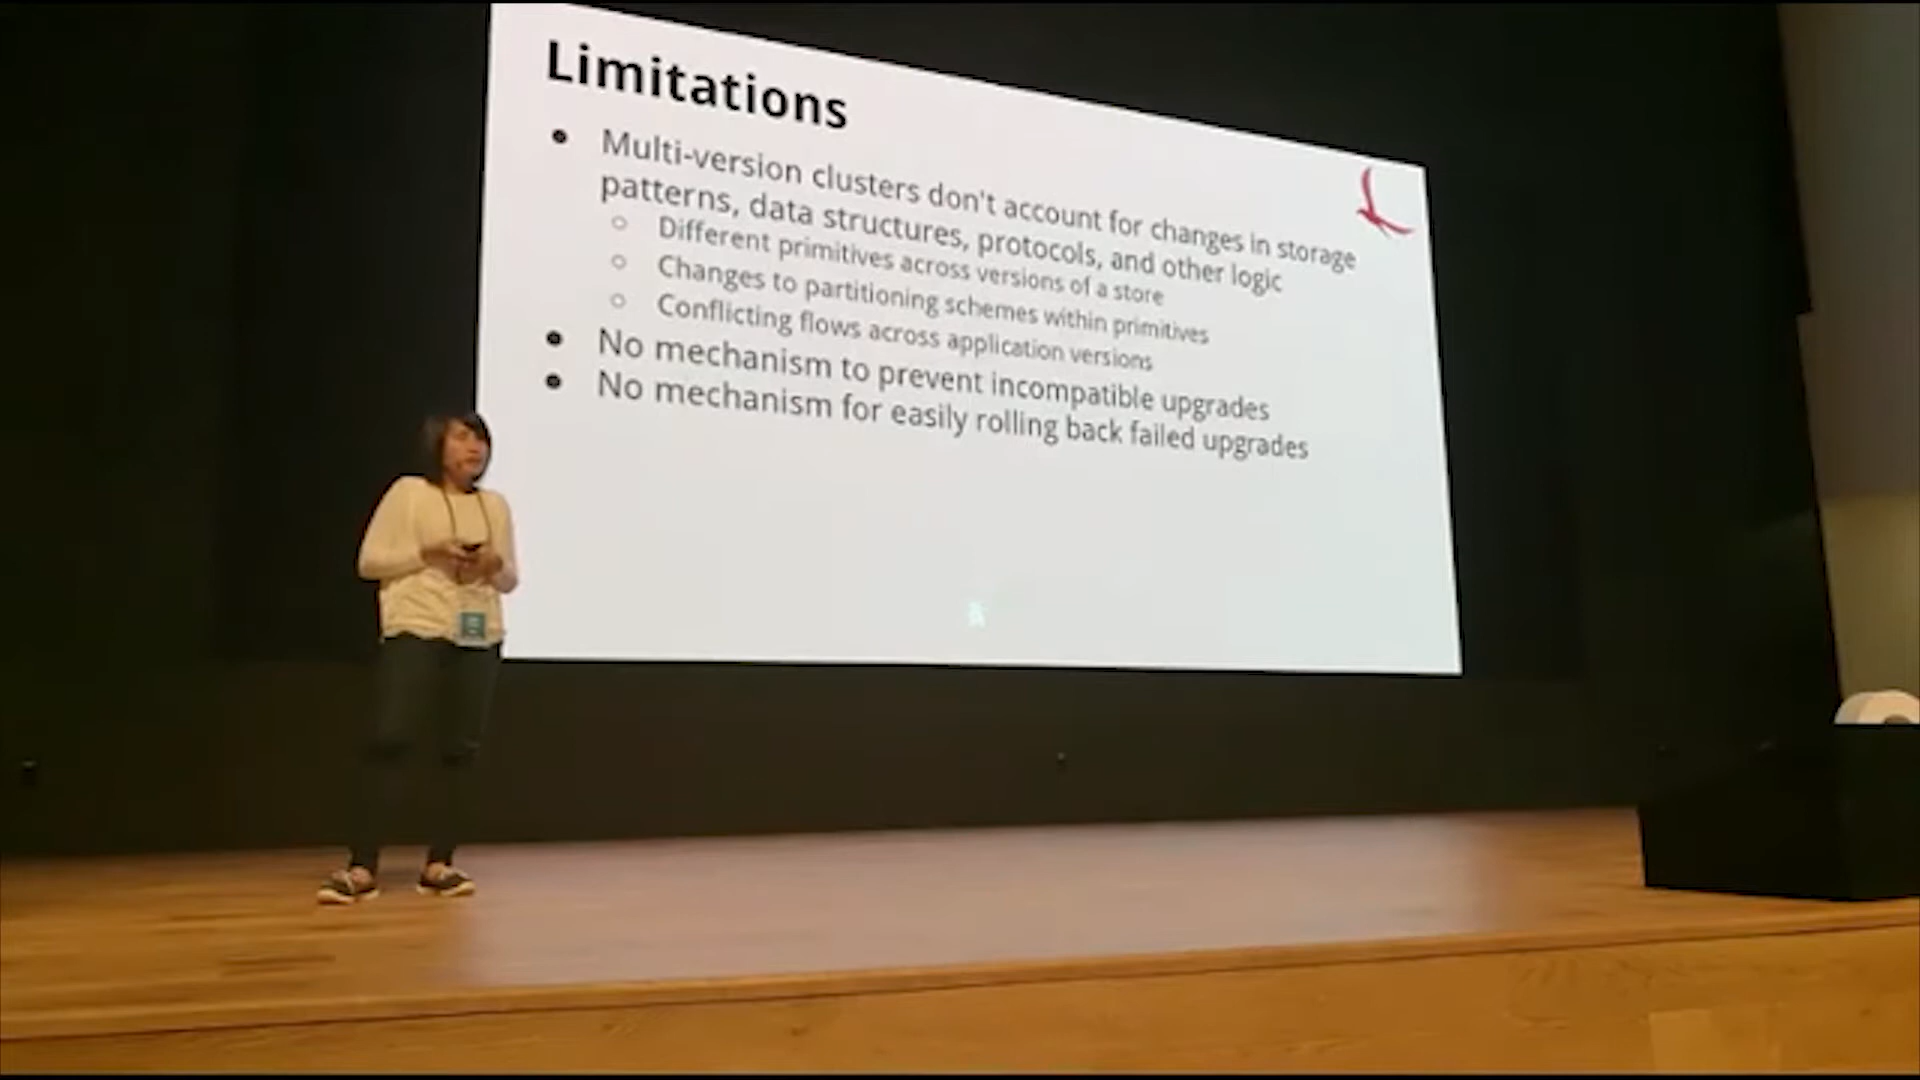 Limitations
● Multi-version clusters don't account for changes in storage
patterns, data structures, protocols, and other logic
○ Different primitives across versions of a store
○ Changes to partitioning schemes within primitives
○ Conflicting flows across application versions
● No mechanism to prevent incompatible upgrades
● No mechanism for easily rolling back failed upgrades